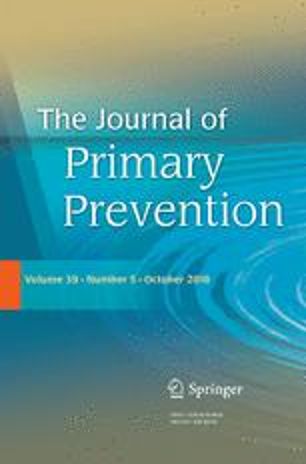 The Journal of
Primary
Prevention
Volume 39 • Number 5 • October 2018
Springer